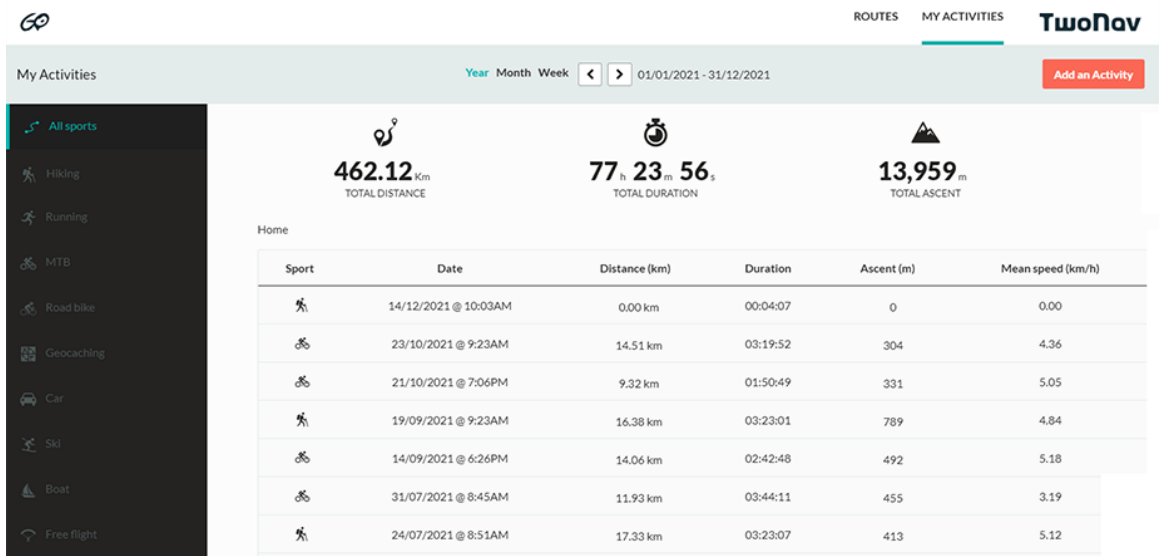 GO ROUTES MY ACTIVITIES TwoNav
My Activities Year Month Week < > 01/01/2021 - 31/12/2021 Add an Activity
All sports
Hiking
Running
MTB
Road bike
Geocaching
Car
Ski
Boat
Free flight
462.12 Km 77 h 23 m 56 s 13,959 m
TOTAL DISTANCE TOTAL DURATION TOTAL ASCENT
Home
Sport Date Distance (km) Duration Ascent (m) Mean speed (km/h)
14/12/2021 @ 10:03AM 0.00 km 00:04:07 0 0.00
23/10/2021 @ 9:23AM 14.51 km 03:19:52 304 4.36
21/10/2021 @ 7:06PM 9.32 km 01:50:49 331 5.05
19/09/2021 @ 9:23AM 16.38 km 03:23:01 789 4.84
14/09/2021 @ 6:26PM 14.06 km 02:42:48 492 5.18
31/07/2021 @ 8:45AM 11.93 km 03:44:11 455 3.19
24/07/2021 @ 8:51AM 17.33 km 03:23:07 413 5.12